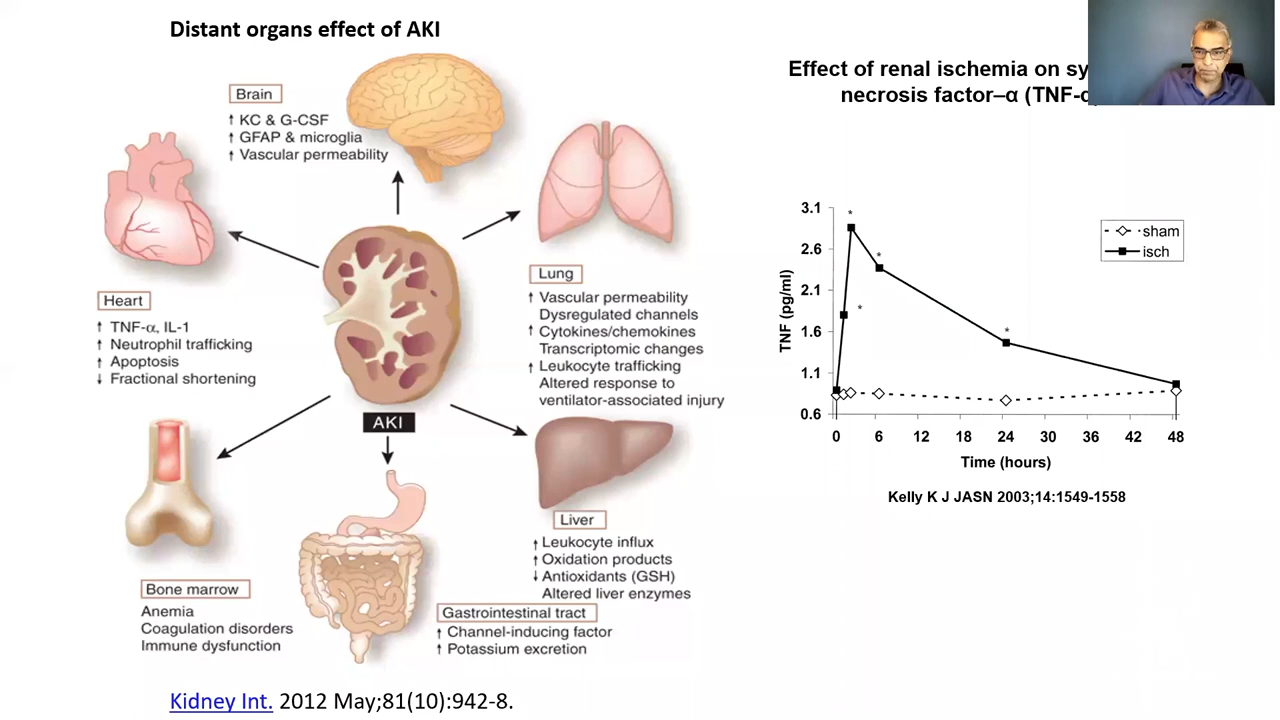 Distant organs effect of AKI
Brain
↑ KC & G-CSF
↑ GFAP & microglia
↑ Vascular permeability
Heart
↑ TNF-α, IL-1
↑ Neutrophil trafficking
↑ Apoptosis
↓ Fractional shortening
Lung
↑ Vascular permeability
Dysregulated channels
↑ Cytokines/chemokines
Transcriptomic changes
↑ Leukocyte trafficking
Altered response to
ventilator-associated injury
AKI
Bone marrow
Anemia
Coagulation disorders
Immune dysfunction
Liver
↑ Leukocyte influx
↑ Oxidation products
↓ Antioxidants (GSH)
Altered liver enzymes
Gastrointestinal tract
↑ Channel-inducing factor
↑ Potassium excretion
Kidney Int. 2012 May;81(10):942-8.
Effect of renal ischemia on
necrosis factor–α
3.1
2.6
2.1
1.6
1.1
0.6
TNF (pg/ml)
* * * *
sham
isch
0 6 12 18 24 30 36 42 48
Time (hours)
Kelly K J JASN 2003;14:1549-1558